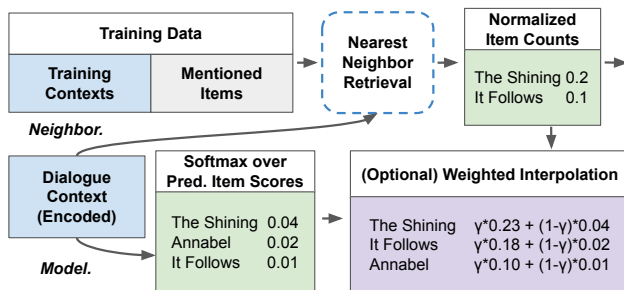 Training Data
Training Contexts
Mentioned Items
Nearest Neighbor Retrieval
Normalized Item Counts
The Shining 0.2
It Follows 0.1
Neighbor.
Dialogue Context (Encoded)
Model.
Softmax over Pred. Item Scores
The Shining 0.04
Annabel 0.02
It Follows 0.01
(Optional) Weighted Interpolation
The Shining γ*0.23 + (1-γ)*0.04
It Follows γ*0.18 + (1-γ)*0.02
Annabel γ*0.10 + (1-γ)*0.01